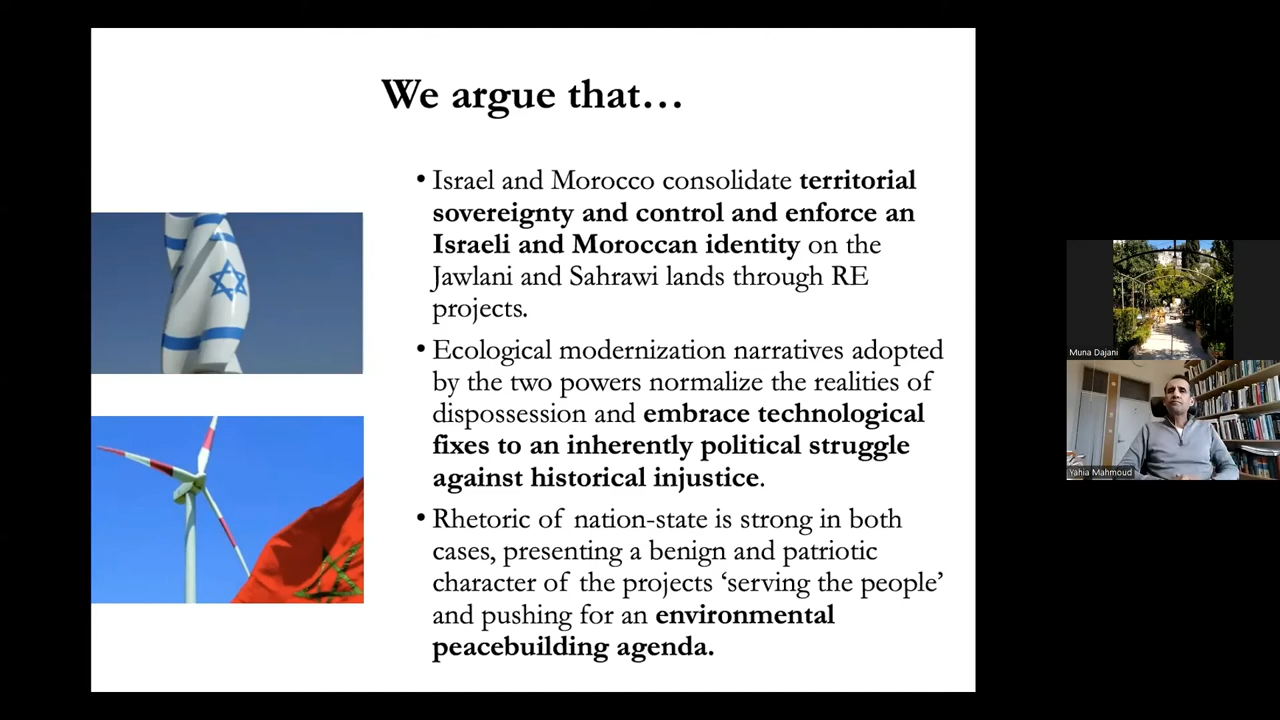 We argue that…
• Israel and Morocco consolidate territorial
sovereignty and control and enforce an
Israeli and Moroccan identity on the
Jawlani and Sahrawi lands through RE
projects.
• Ecological modernization narratives adopted
by the two powers normalize the realities of
dispossession and embrace technological
fixes to an inherently political struggle
against historical injustice.
• Rhetoric of nation-state is strong in both
cases, presenting a benign and patriotic
character of the projects ‘serving the people’
and pushing for an environmental
peacebuilding agenda.
Muna Dajani
Yahia Mahmoud